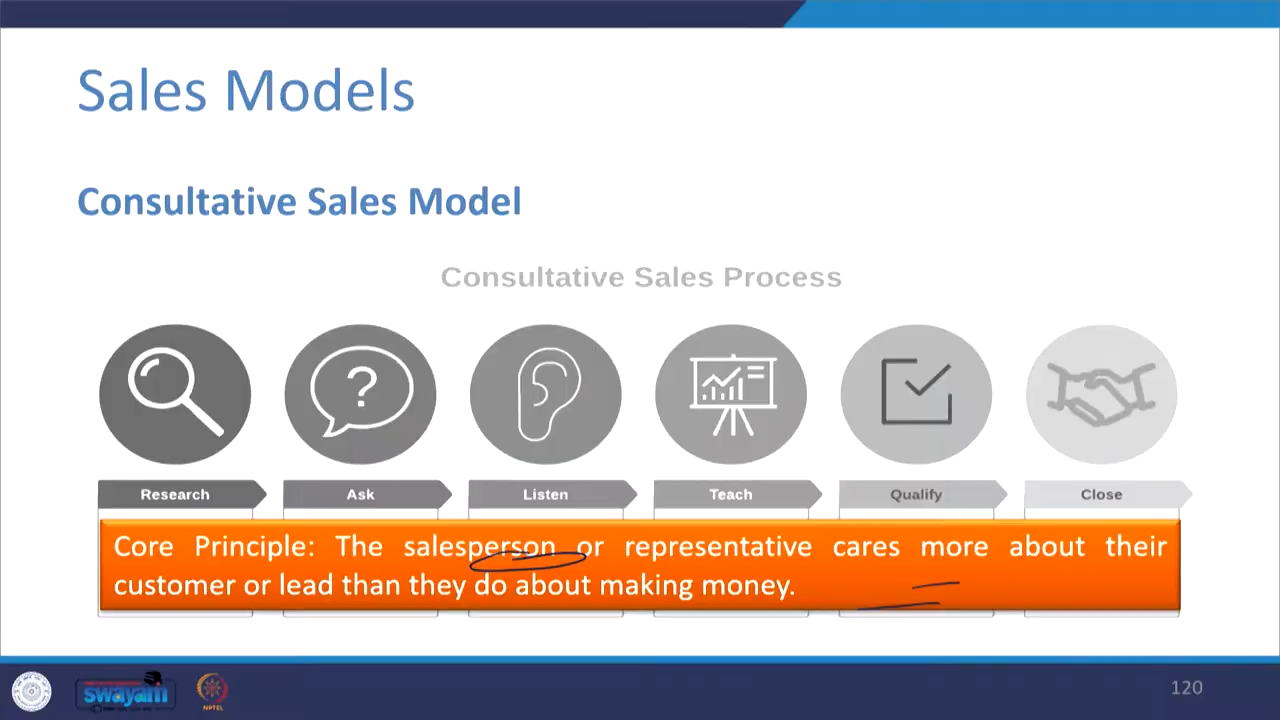 Sales Models
Consultative Sales Model
Consultative Sales Process
?
Research
Ask
Listen
Teach
Qualify
Close
Core Principle: The salesperson or representative cares more about their
customer or lead than they do about making money.
swayam
NPTEL
120